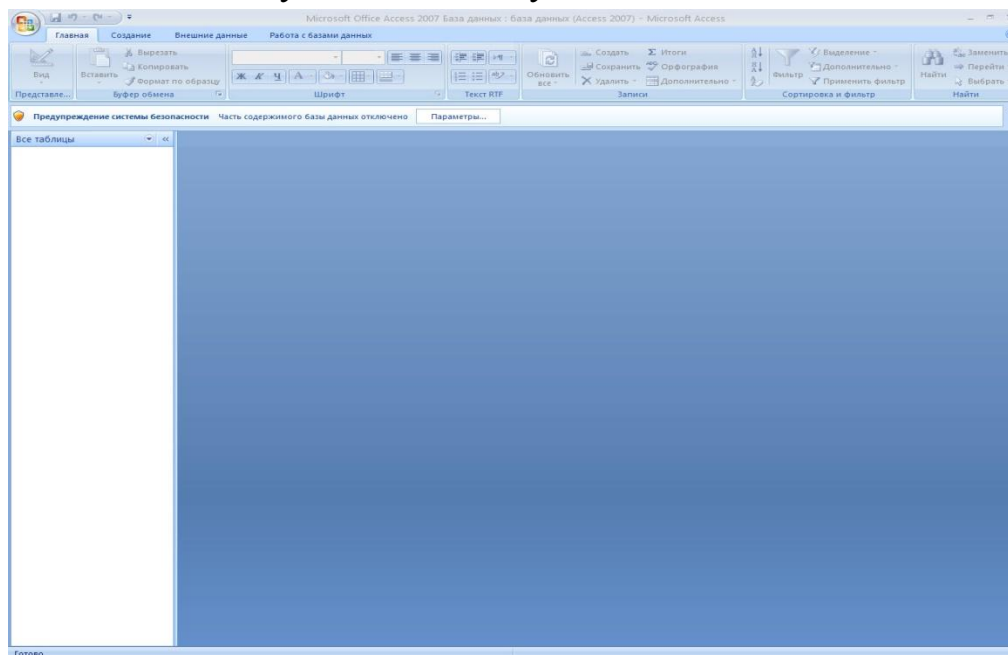 Microsoft Office Access 2007 База данных : база данных (Access 2007) - Microsoft Access
Главная Создание Внешние данные Работа с базами данных
Вид
Вставить
Вырезать
Копировать
Формат по образцу
Ж К Ч
Обновить
все
Создать
Сохранить
Удалить
Итоги
Орфография
Дополнительно
Фильтр
Выделение
Дополнительно
Применить фильтр
Найти
Заменить
Перейти
Выбрать
Представле... Буфер обмена Шрифт Текст RTF Записи Сортировка и фильтр Найти
Предупреждение системы безопасности Часть содержимого базы данных отключено Параметры...
Все таблицы
Готово